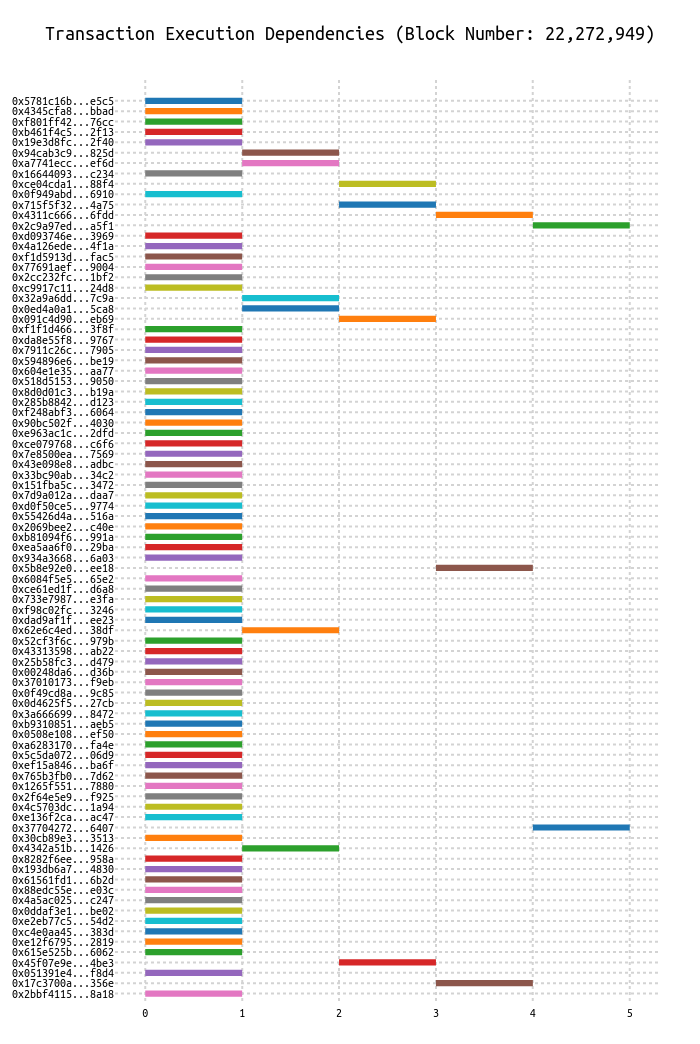 Transaction Execution Dependencies (Block Number: 22,272,949)
0x5781c16b...e5c5
0x4345cfa8...bbad
0xf801ff42...76cc
0xb461f4c5...2f13
0x19e3d8fc...2f40
0x94cab3c9...825d
0xa7741ecc...ef6d
0x16644093...c234
0xce04cda1...88f4
0x0f949abd...6910
0x715f5f32...4a75
0x4311c666...6fdd
0x2c9a97ed...a5f1
0xd093746e...3969
0x4a126ede...4f1a
0xf1d5913d...fac5
0x77691aef...9004
0x2cc232fc...1bf2
0xc9917c11...24d8
0x32a9a6dd...7c9a
0x0ed4a0a1...5ca8
0x091c4d90...eb69
0xf1f1d466...3f8f
0xda8e55f8...9767
0x7911c26c...7905
0x594896e6...be19
0x604e1e35...aa77
0x518d5153...9050
0x8d0d01c3...b19a
0x285b8842...d123
0xf248abf3...6064
0x90bc502f...4030
0xe963ac1c...2dfd
0xce079768...c6f6
0x7e8500ea...7569
0x43e098e8...adbc
0x33bc90ab...34c2
0x151fba5c...3472
0x7d9a012a...daa7
0xd0f50ce5...9774
0x55426d4a...516a
0x2069bee2...c40e
0xb81094f6...991a
0xea5aa6f0...29ba
0x934a3668...6a03
0x5b8e92e0...ee18
0x6084f5e5...65e2
0xce61ed1f...d6a8
0x733e7987...e3fa
0xf98c02fc...3246
0xdad9af1f...ee23
0x62e6c4ed...38df
0x52cf3f6c...979b
0x43313598...ab22
0x25b58fc3...d479
0x00248da6...d36b
0x37010173...f9eb
0x0f49cd8a...9c85
0x0d4625f5...27cb
0x3a666699...8472
0xb9310851...aeb5
0x0508e108...ef50
0xa6283170...fa4e
0x5c5da072...06d9
0xef15a846...ba6f
0x765b3fb0...7d62
0x1265f551...7880
0x2f64e5e9...f925
0x4c5703dc...1a94
0xe136f2ca...ac47
0x37704272...6407
0x30cb89e3...3513
0x4342a51b...1426
0x8282f6ee...958a
0x193db6a7...4830
0x61561fd1...6b2d
0x88edc55e...e03c
0x4a5ac025...c247
0x0ddaf3e1...be02
0xe2eb77c5...54d2
0xc4e0aa45...383d
0xe12f6795...2819
0x615e525b...6062
0x45f07e9e...4be3
0x051391e4...f8d4
0x17c3700a...356e
0x2bbf4115...8a18
0 1 2 3 4 5